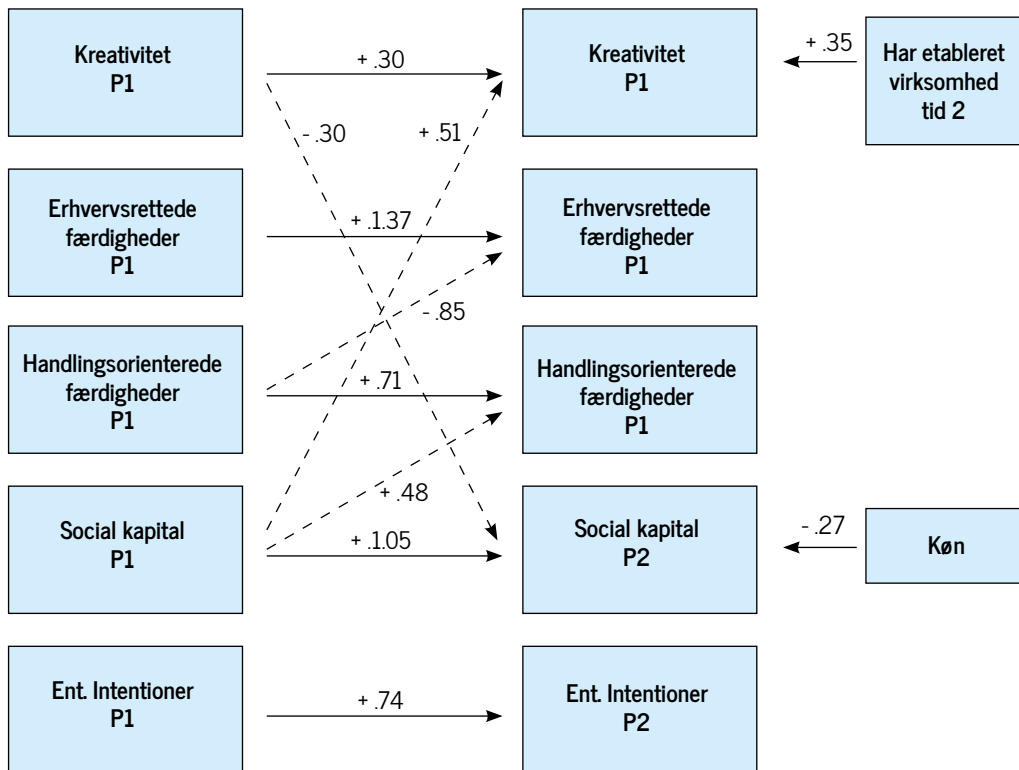 Kreativitet
P1
+ .30
Kreativitet
P1
+ .35
Har etableret
virksomhed
tid 2
- .30
+ .51
Erhvervsrettede
færdigheder
P1
+ .1.37
Erhvervsrettede
færdigheder
P1
- .85
Handlingsorienterede
færdigheder
P1
+ .71
Handlingsorienterede
færdigheder
P1
+ .48
Social kapital
P1
+ .1.05
Social kapital
P2
- .27
Køn
Ent. Intentioner
P1
+ .74
Ent. Intentioner
P2